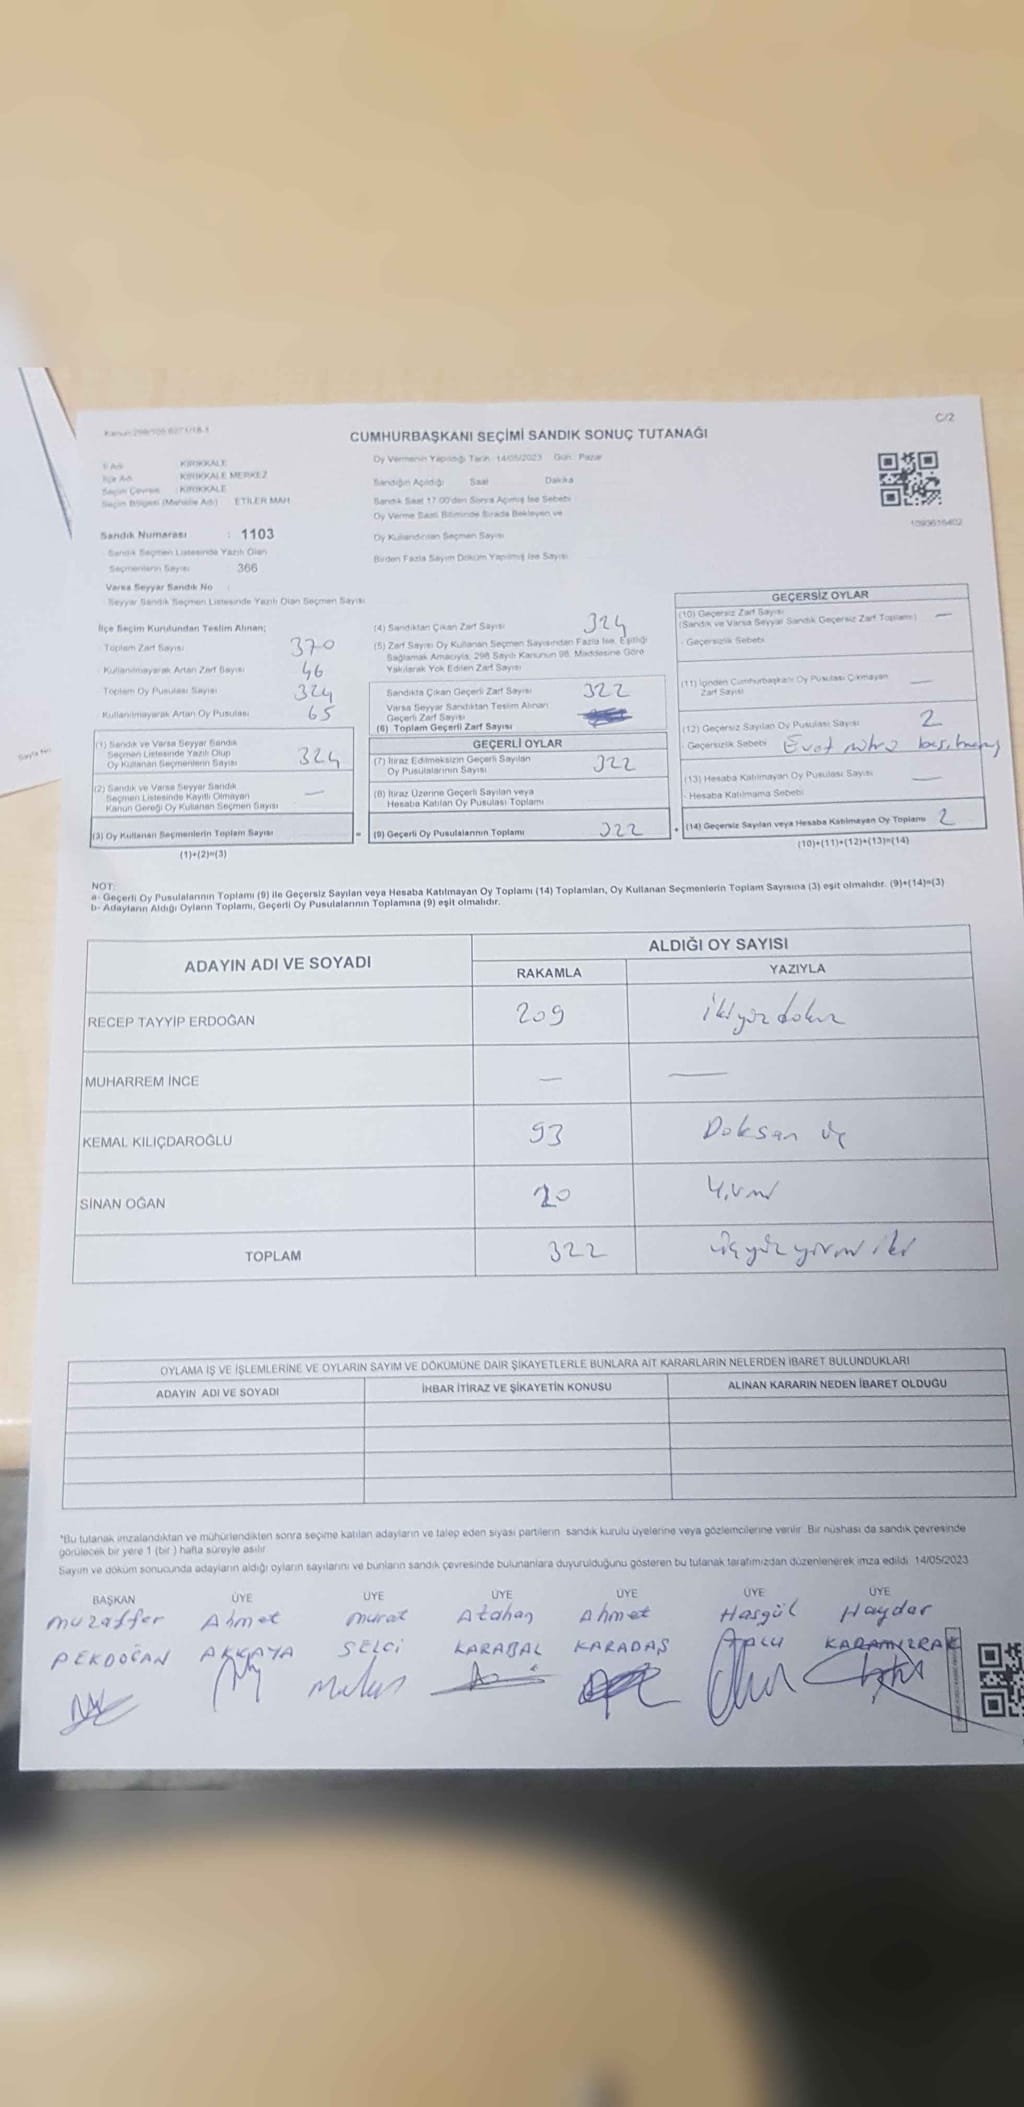 C/2
CUMHURBAŞKANI SEÇİMİ SANDIK SONUÇ TUTANAĞI
İl Adı KIRIKKALE
İlçe Adı KIRIKKALE MERKEZ
Seçim Çevresi : KIRIKKALE
Seçim Bölgesi (Mahalle Adı) ETİLER MAH.
Sandık Numarası : 1103
Sandık Seçmen Listesinde Yazılı Olan
Seçmenlerin Sayısı 366
Varsa Seyyar Sandık No :
Seyyar Sandık Seçmen Listesinde Yazılı Olan Seçmen Sayısı
Oy Vermenin Yapıldığı Tarih : 14/05/2023 Gün : Pazar
Sandığın Açıldığı Saat Dakika
Sandık Saat 17.00'den Sonra Açılmış İse Sebebi
Oy Verme Saati Bitiminde Sırada Bekleyen ve
Oy Kullandırılan Seçmen Sayısı
Birden Fazla Sayım Döküm Yapılmış İse Sayısı
İlçe Seçim Kurulundan Teslim Alınan;
Toplam Zarf Sayısı 370
Kullanılmayarak Artan Zarf Sayısı 46
Toplam Oy Pusulası Sayısı 324
Kullanılmayarak Artan Oy Pusulası 65
(1) Sandık ve Varsa Seyyar Sandık
Seçmen Listesinde Yazılı Olup
Oy Kullanan Seçmenlerin Sayısı 324
(2) Sandık ve Varsa Seyyar Sandık
Seçmen Listesinde Kayıtlı Olmayan
Kanun Gereği Oy Kullanan Seçmen Sayısı —
(3) Oy Kullanan Seçmenlerin Toplam Sayısı
(1)+(2)=(3)
=
(4) Sandıktan Çıkan Zarf Sayısı 324
(5) Zarf Sayısı Oy Kullanan Seçmen Sayısından Fazla İse, Eşitliği
Sağlamak Amacıyla, 298 Sayılı Kanunun 98. Maddesine Göre
Yakılarak Yok Edilen Zarf Sayısı
Sandıkta Çıkan Geçerli Zarf Sayısı 322
Varsa Seyyar Sandıktan Teslim Alınan
Geçerli Zarf Sayısı
(6) Toplam Geçerli Zarf Sayısı
GEÇERLİ OYLAR
(7) İtiraz Edilmeksizin Geçerli Sayılan
Oy Pusulalarının Sayısı 322
(8) İtiraz Üzerine Geçerli Sayılan veya
Hesaba Katılan Oy Pusulası Toplamı
(9) Geçerli Oy Pusulalarının Toplamı 322
+
GEÇERSİZ OYLAR
(10) Geçersiz Zarf Sayısı
(Sandık ve Varsa Seyyar Sandık Geçersiz Zarf Toplamı) —
- Geçersizlik Sebebi
(11) İçinden Cumhurbaşkanı Oy Pusulası Çıkmayan
Zarf Sayısı —
(12) Geçersiz Sayılan Oy Pusulası Sayısı 2
- Geçersizlik Sebebi Evet
(13) Hesaba Katılmayan Oy Pusulası Sayısı —
- Hesaba Katılmama Sebebi
(14) Geçersiz Sayılan veya Hesaba Katılmayan Oy Toplamı 2
(10)+(11)+(12)+(13)=(14)
NOT:
a- Geçerli Oy Pusulalarının Toplamı (9) ile Geçersiz Sayılan veya Hesaba Katılmayan Oy Toplamı (14) Toplamları, Oy Kullanan Seçmenlerin Toplam Sayısına (3) eşit olmalıdır. (9)+(14)=(3)
b- Adayların Aldığı Oyların Toplamı, Geçerli Oy Pusulalarının Toplamına (9) eşit olmalıdır.
ADAYIN ADI VE SOYADI ALDIĞI OY SAYISI
RAKAMLA YAZIYLA
RECEP TAYYİP ERDOĞAN 209 ikiyüz dokuz
MUHARREM İNCE — —
KEMAL KILIÇDAROĞLU 93 Doksan üç
SİNAN OĞAN 20 Yirmi
TOPLAM 322 üçyüz yirmi iki
OYLAMA İŞ VE İŞLEMLERİNE VE OYLARIN SAYIM VE DÖKÜMÜNE DAİR ŞİKAYETLERLE BUNLARA AİT KARARLARIN NELERDEN İBARET BULUNDUKLARI
ADAYIN ADI VE SOYADI İHBAR İTİRAZ VE ŞİKAYETİN KONUSU ALINAN KARARIN NEDEN İBARET OLDUĞU
*Bu tutanak imzalandıktan ve mühürlendikten sonra seçime katılan adayların ve talep eden siyasi partilerin sandık kurulu üyelerine veya gözlemcilerine verilir. Bir nüshası da sandık çevresinde
görülecek bir yere 1 (bir ) hafta süreyle asılır.
Sayım ve döküm sonucunda adayların aldığı oyların sayılarını ve bunların sandık çevresinde bulunanlara duyurulduğunu gösteren bu tutanak tarafımızdan düzenlenerek imza edildi. 14/05/2023
BAŞKAN ÜYE ÜYE ÜYE ÜYE ÜYE ÜYE
Muzaffer Ahmet Murat Atahan Ahmet Hasgül Haydar
PEKDOĞAN AKKAYA SELCİ KARABAL KARADAŞ